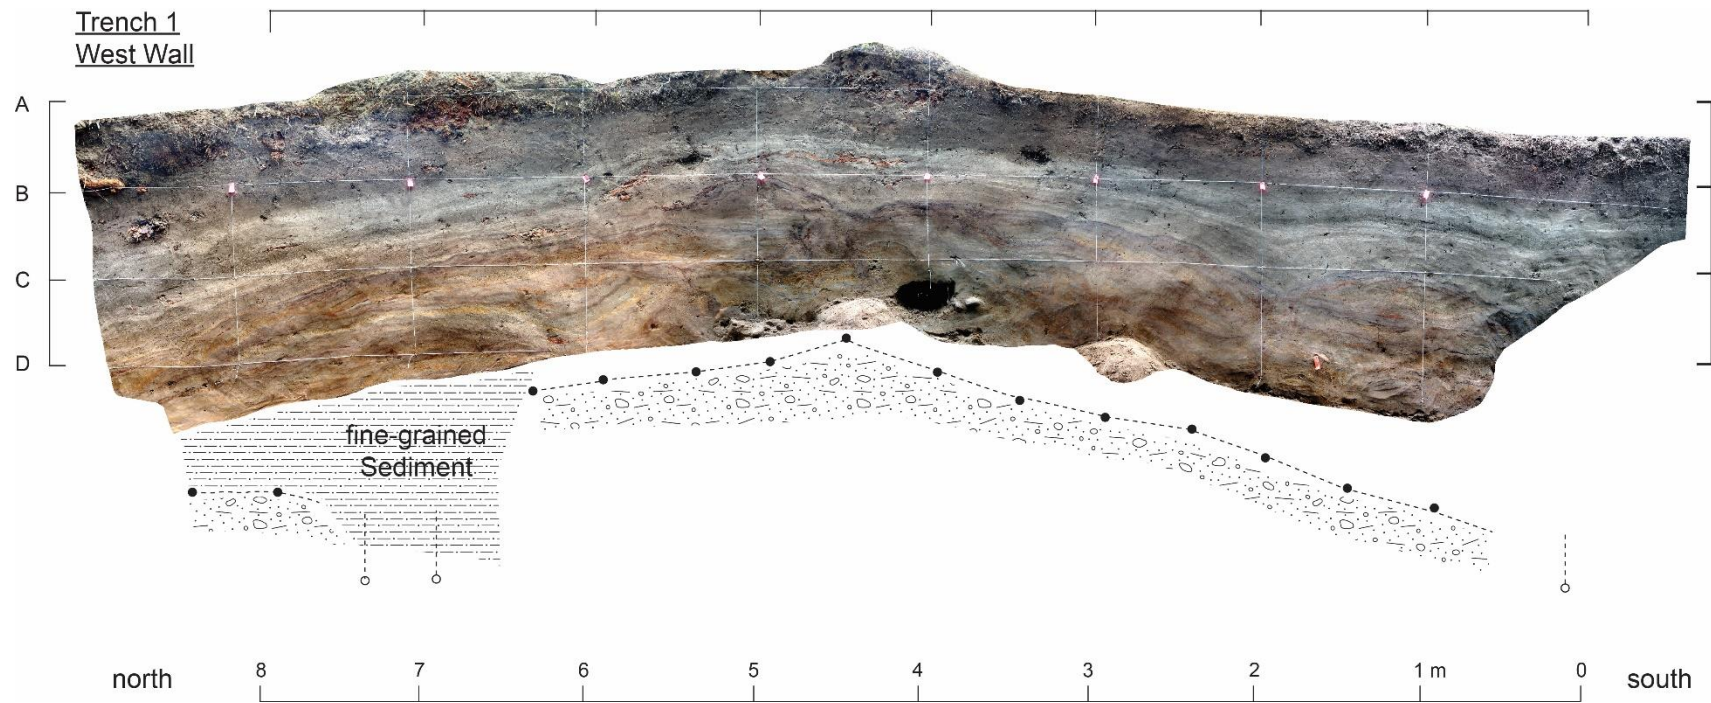 Trench 1
West Wall
A
B
C
D
fine-grained
Sediment
north 8 7 6 5 4 3 2 1 m 0 south